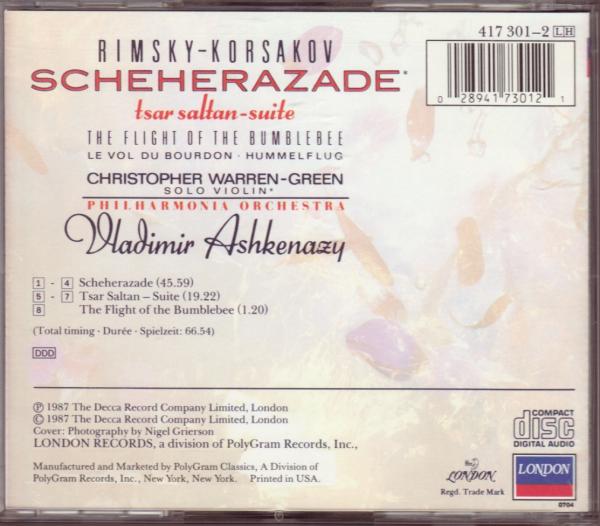 417 301-2 LH
RIMSKY-KORSAKOV
SCHEHERAZADE*
tsar saltan-suite
THE FLIGHT OF THE BUMBLEBEE
LE VOL DU BOURDON · HUMMELFLUG
CHRISTOPHER WARREN-GREEN
SOLO VIOLIN*
PHILHARMONIA ORCHESTRA
Vladimir Ashkenazy
0 28941 73012 1
1 - 4 Scheherazade (45.59)
5 - 7 Tsar Saltan – Suite (19.22)
8 The Flight of the Bumblebee (1.20)
(Total timing · Durée · Spielzeit: 66.54)
DDD
Ⓟ 1987 The Decca Record Company Limited, London
© 1987 The Decca Record Company Limited, London
Cover: Photography by Nigel Grierson
LONDON RECORDS, a division of PolyGram Records, Inc.,
Manufactured and Marketed by PolyGram Classics, A Division of
PolyGram Records, Inc., New York, New York. Printed in USA.
COMPACT
disc
DIGITAL AUDIO
LONDON
Regd. Trade Mark
LONDON
0704